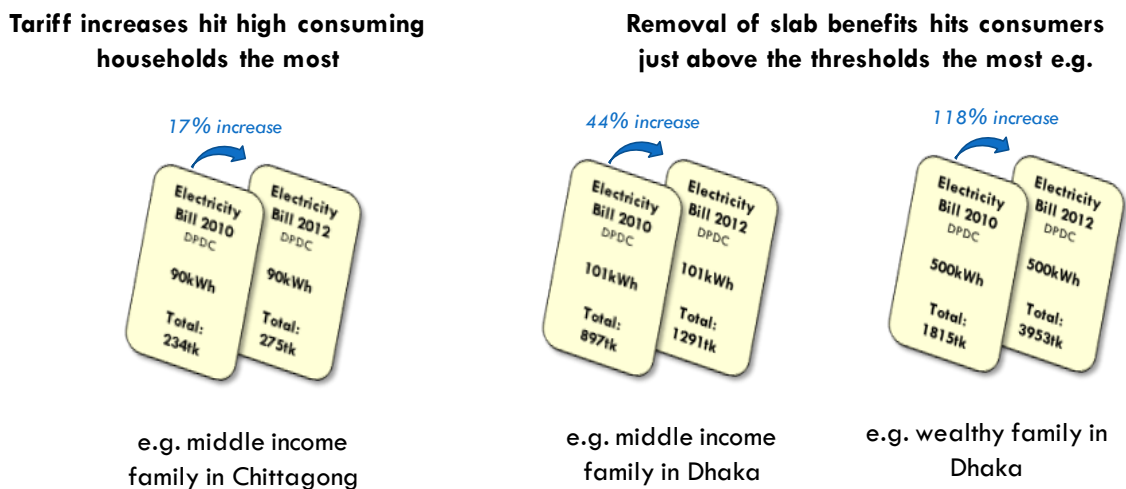 Tariff increases hit high consuming
households the most
17% increase
Electricity
Bill 2010
DPDC
90kWh
Total:
234tk
Electricity
Bill 2012
DPDC
90kWh
Total:
275tk
e.g. middle income
family in Chittagong
Removal of slab benefits hits consumers
just above the thresholds the most e.g.
44% increase
Electricity
Bill 2010
DPDC
101kWh
Total:
897tk
Electricity
Bill 2012
DPDC
101kWh
Total:
1291tk
e.g. middle income
family in Dhaka
118% increase
Electricity
Bill 2010
DPDC
500kWh
Total:
1815tk
Electricity
Bill 2012
DPDC
500kWh
Total:
3953tk
e.g. wealthy family in
Dhaka